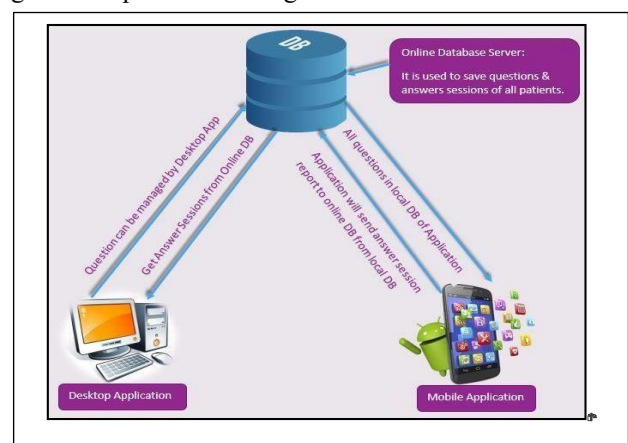 DB
Online Database Server:
It is used to save questions &
answers sessions of all patients.
Question can be managed by Desktop App
Get Answer Sessions from Online DB
Application will send answer session
report to online DB from local DB
All questions in local DB of Application
Desktop Application
Mobile Application